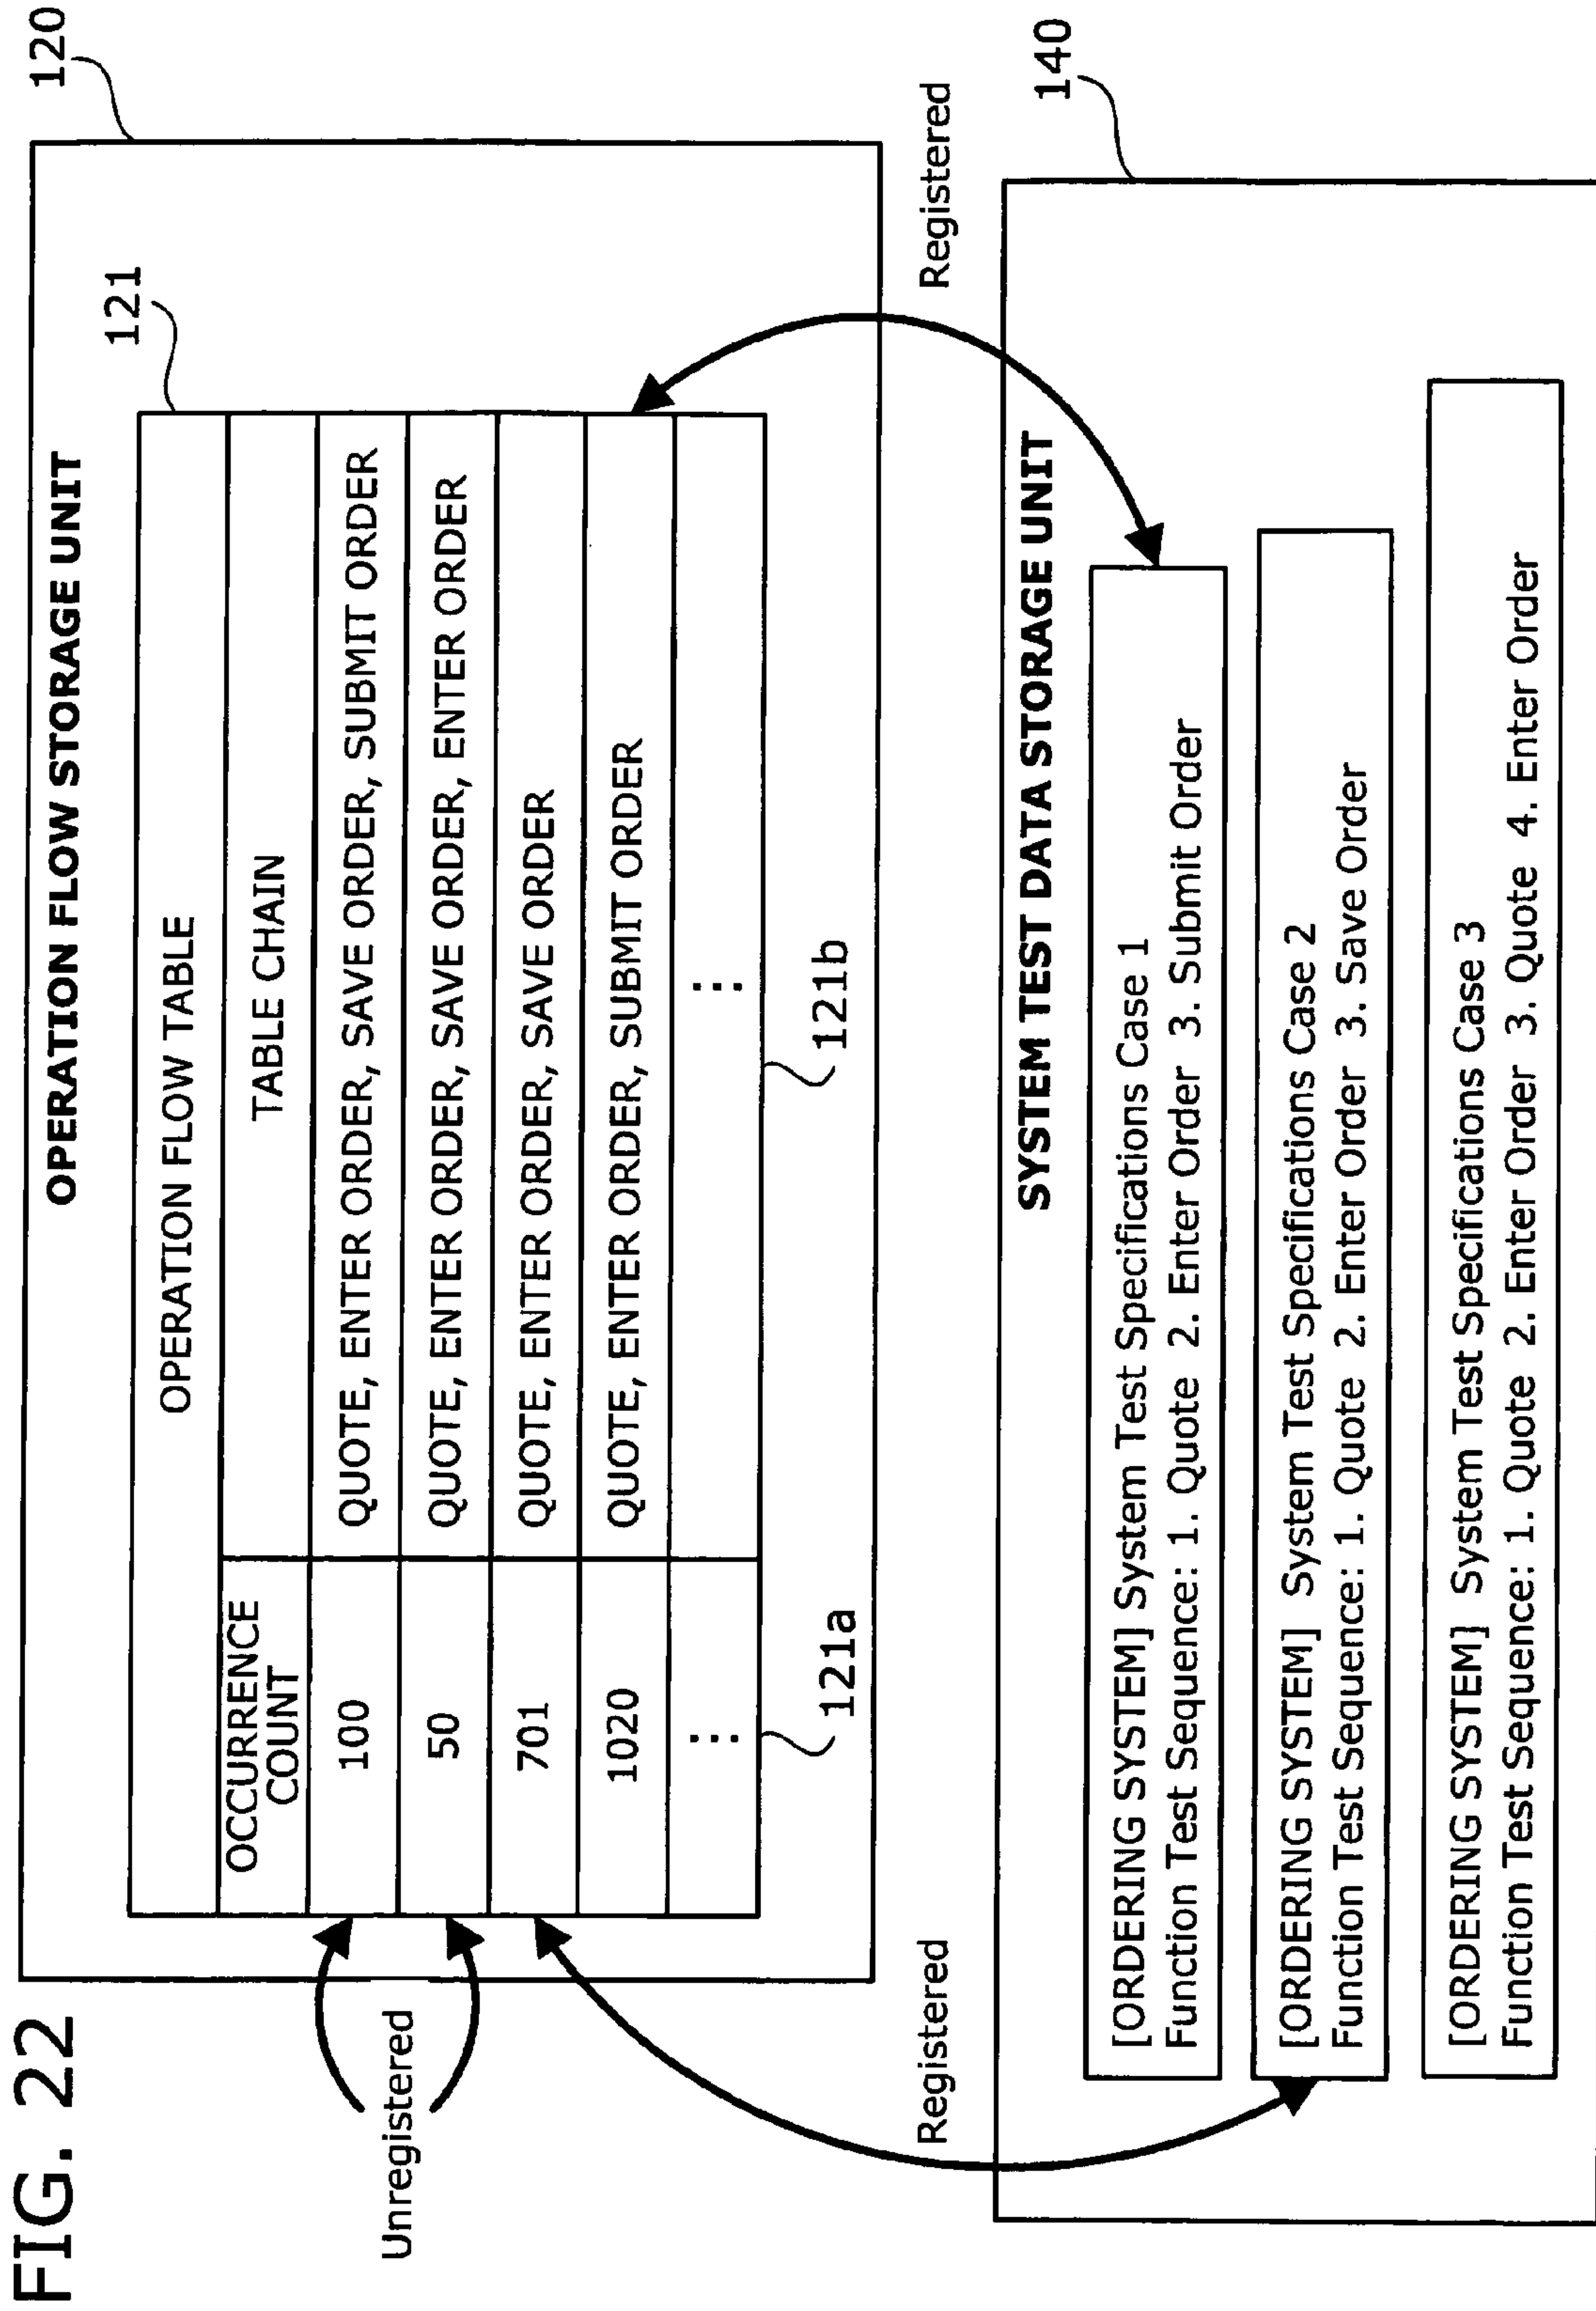 FIG. 22
120
OPERATION FLOW STORAGE UNIT
121
OPERATION FLOW TABLE
OCCURRENCE
COUNT
TABLE CHAIN
100
QUOTE, ENTER ORDER, SAVE ORDER, SUBMIT ORDER
50
QUOTE, ENTER ORDER, SAVE ORDER, ENTER ORDER
701
QUOTE, ENTER ORDER, SAVE ORDER
1020
QUOTE, ENTER ORDER, SUBMIT ORDER
...
...
121a
121b
Unregistered
Registered
Registered
140
SYSTEM TEST DATA STORAGE UNIT
[ORDERING SYSTEM] System Test Specifications Case 1
Function Test Sequence: 1. Quote 2. Enter Order 3. Submit Order
[ORDERING SYSTEM] System Test Specifications Case 2
Function Test Sequence: 1. Quote 2. Enter Order 3. Save Order
[ORDERING SYSTEM] System Test Specifications Case 3
Function Test Sequence: 1. Quote 2. Enter Order 3. Quote 4. Enter Order